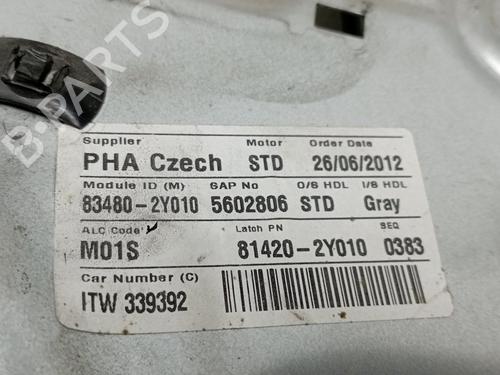 B-PARTS
Supplier Motor Order Date
PHA Czech STD 26/06/2012
Module ID (M) SAP No O/S HDL I/S HDL
83480-2Y010 5602806 STD Gray
ALC Code Latch PN SEQ
M01S 81420-2Y010 0383
Car Number (C)
ITW 339392